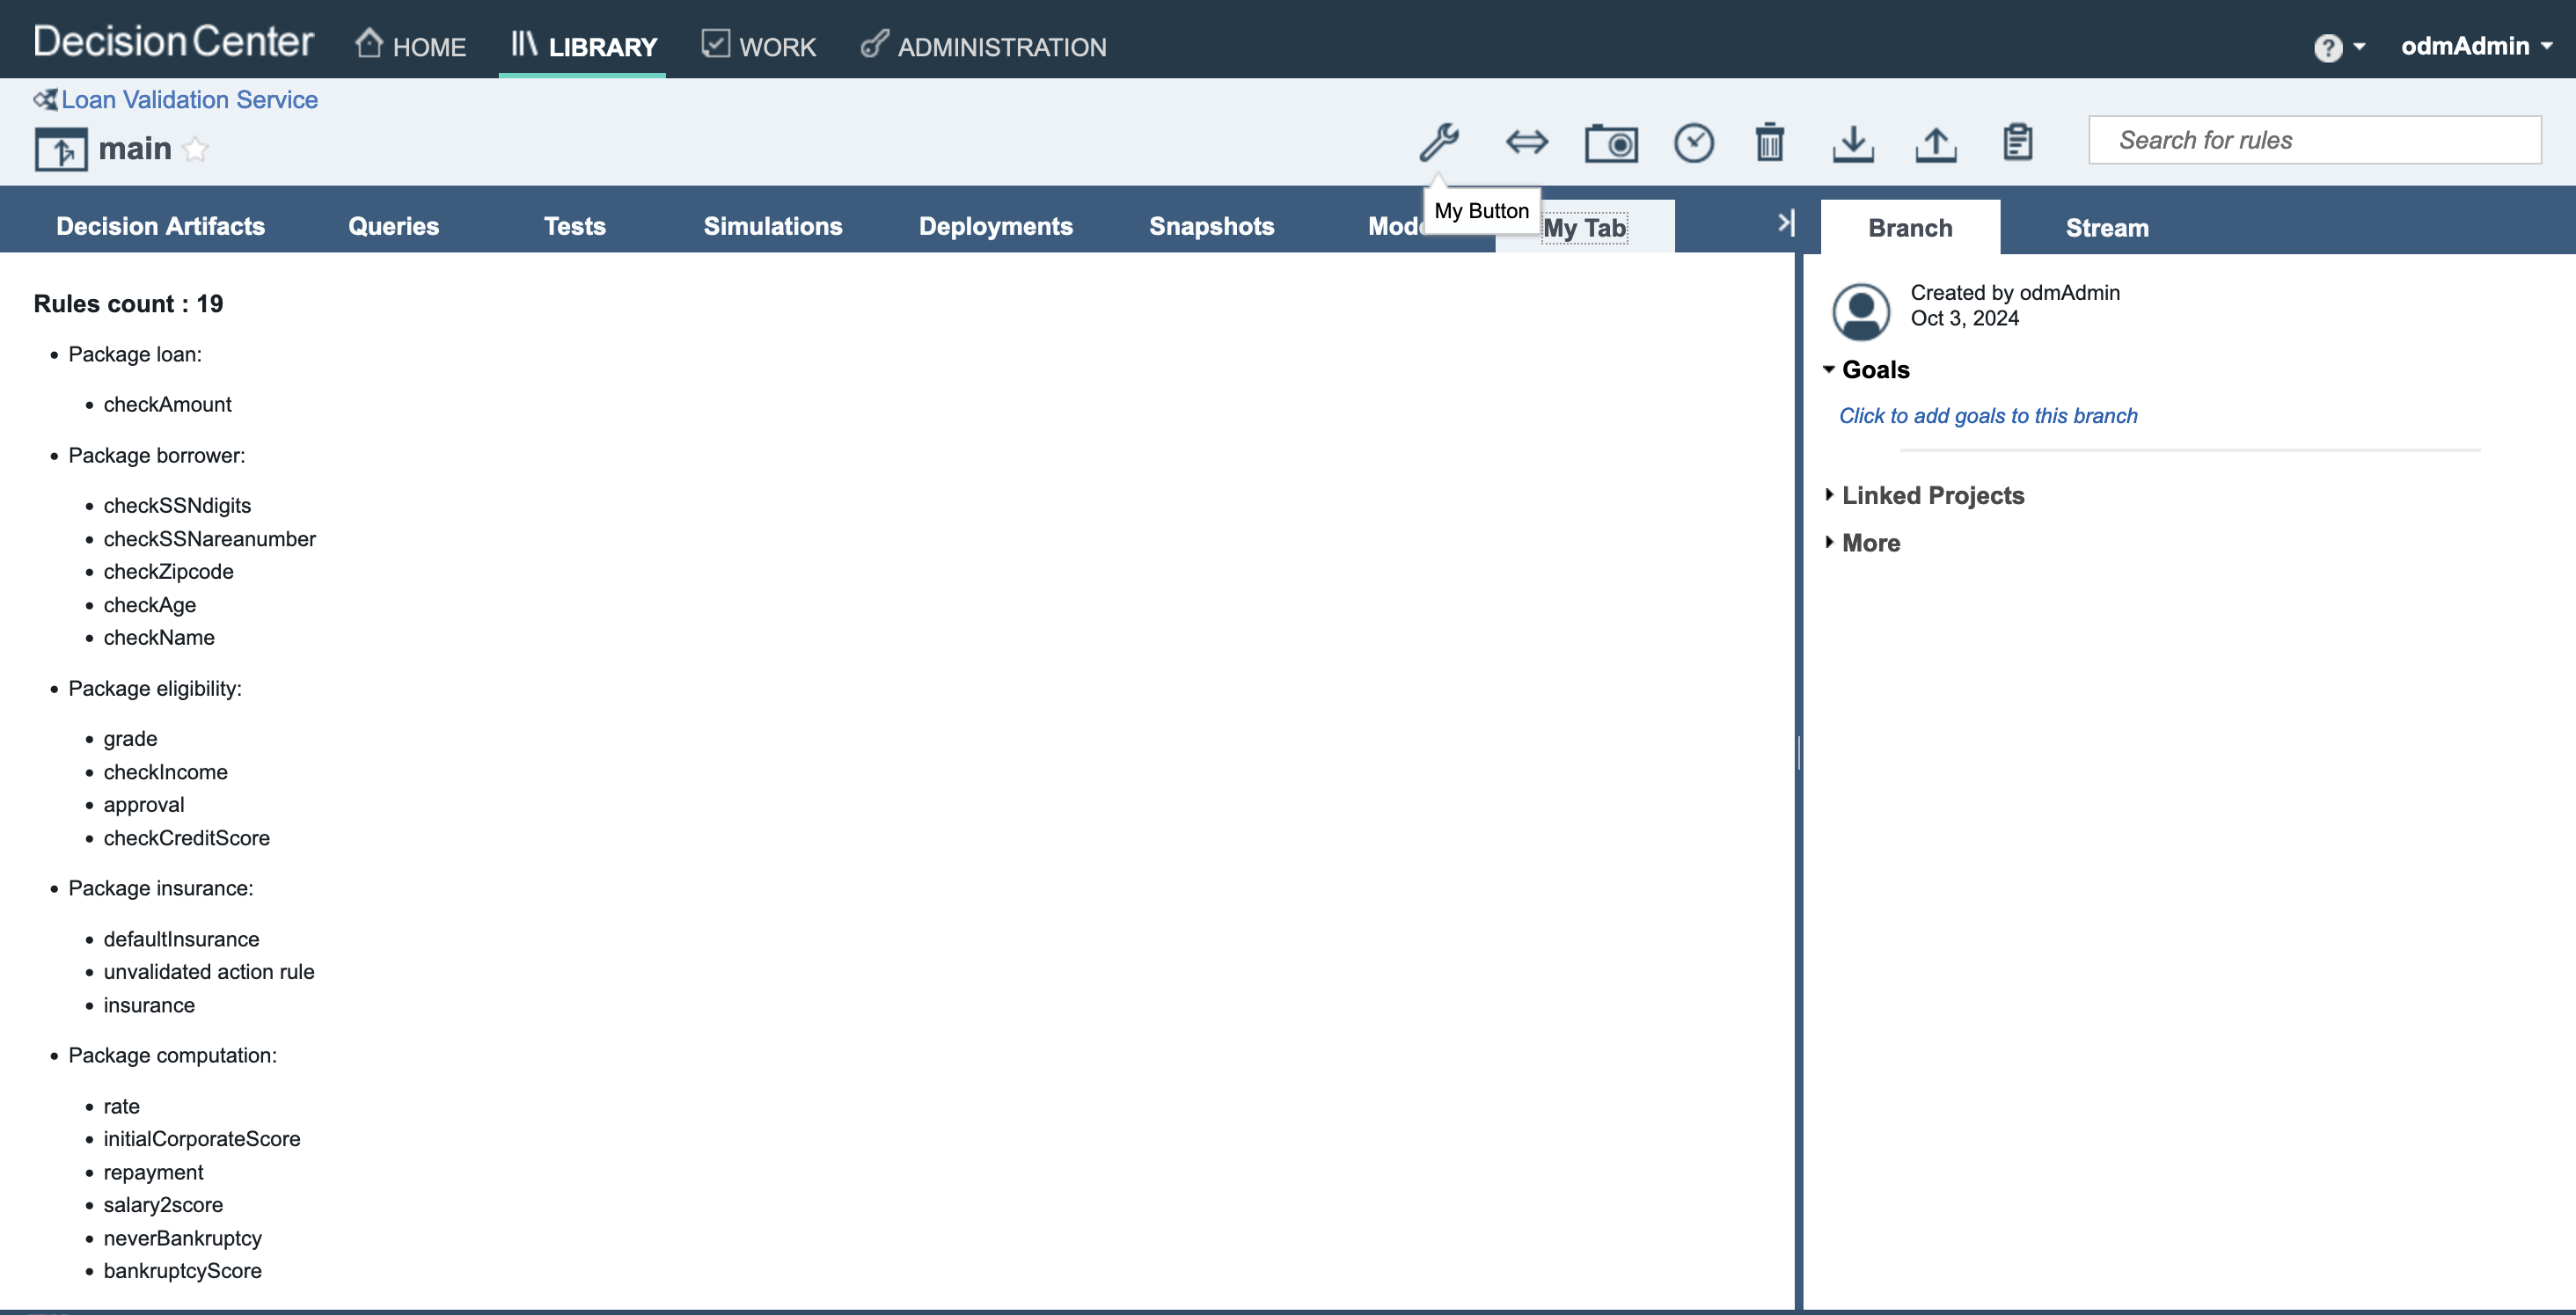 Decision Center HOME LIBRARY WORK ADMINISTRATION ? odmAdmin
Loan Validation Service
main
Search for rules
My Button
Decision Artifacts Queries Tests Simulations Deployments Snapshots My Tab
Branch Stream
Rules count : 19
Package loan:
checkAmount
Package borrower:
checkSSNdigits
checkSSNareanumber
checkZipcode
checkAge
checkName
Package eligibility:
grade
checkIncome
approval
checkCreditScore
Package insurance:
defaultInsurance
unvalidated action rule
insurance
Package computation:
rate
initialCorporateScore
repayment
salary2score
neverBankruptcy
bankruptcyScore
Created by odmAdmin
Oct 3, 2024
Goals
Click to add goals to this branch
Linked Projects
More